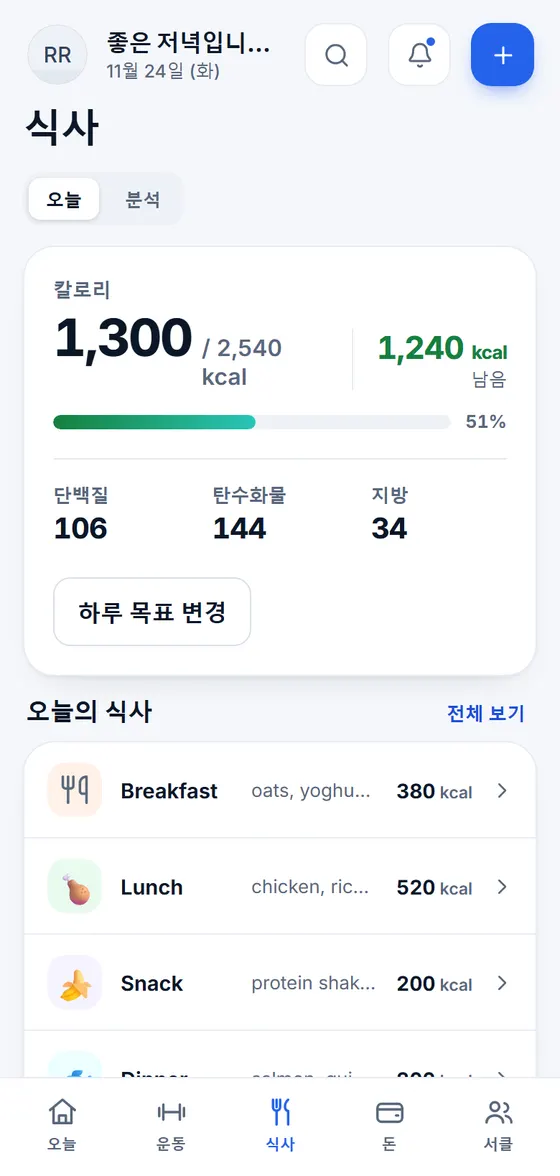 RR
좋은 저녁입니...
11월 24일 (화)
식사
오늘
분석
칼로리
1,300 / 2,540 kcal
1,240 kcal
남음
51%
단백질
탄수화물
지방
106
144
34
하루 목표 변경
오늘의 식사
전체 보기
Breakfast oats, yoghu... 380 kcal
Lunch chicken, ric... 520 kcal
Snack protein shak... 200 kcal
오늘
운동
식사
돈
서클